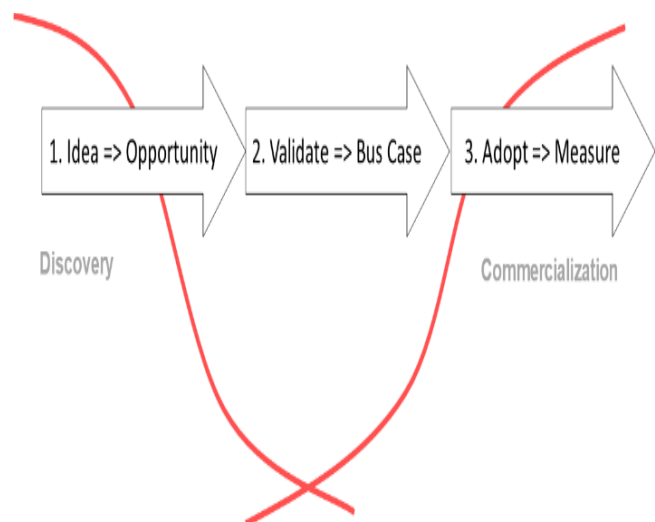 1. Idea => Opportunity
2. Validate => Bus Case
3. Adopt => Measure
Discovery
Commercialization